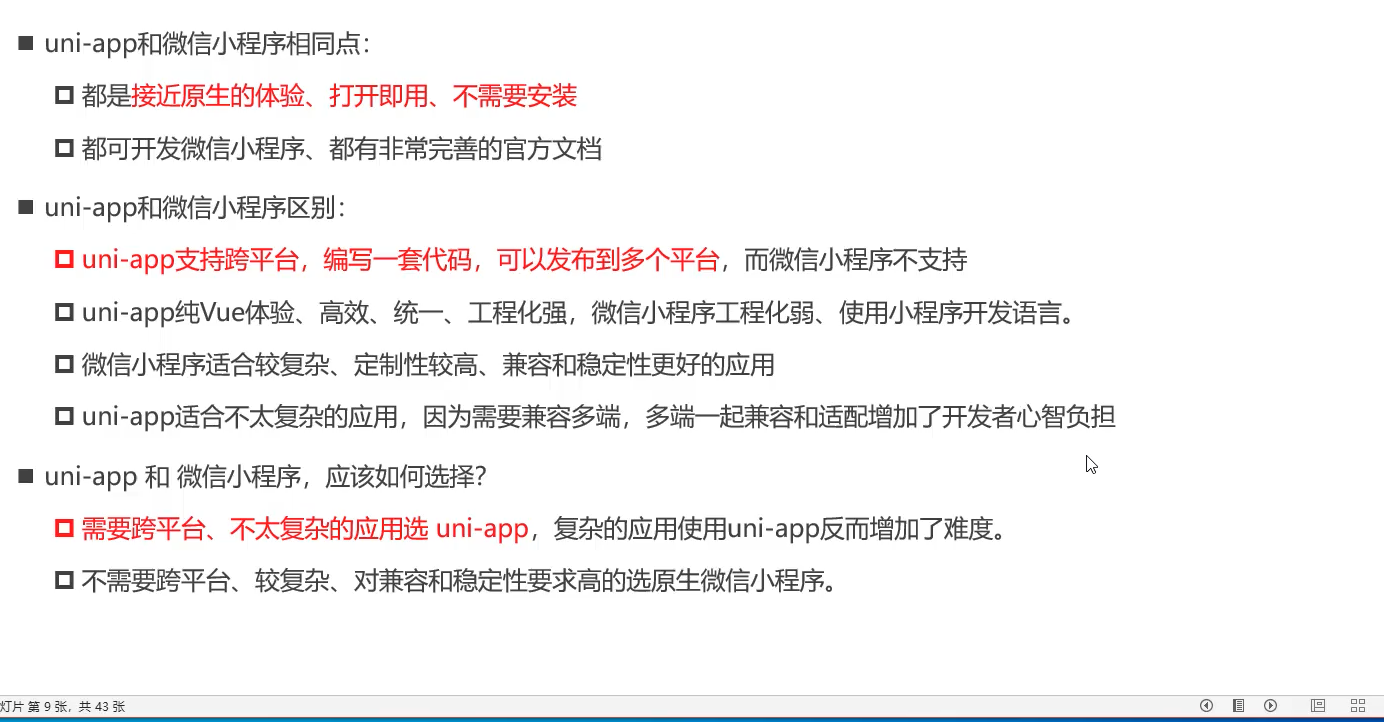 uni-app和微信小程序相同点：
都是接近原生的体验、打开即用、不需要安装
都可开发微信小程序、都有非常完善的官方文档
uni-app和微信小程序区别：
uni-app支持跨平台，编写一套代码，可以发布到多个平台，而微信小程序不支持
uni-app纯Vue体验、高效、统一、工程化强，微信小程序工程化弱、使用小程序开发语言。
微信小程序适合较复杂、定制性较高、兼容和稳定性更好的应用
uni-app适合不太复杂的应用，因为需要兼容多端，多端一起兼容和适配增加了开发者心智负担
uni-app 和 微信小程序，应该如何选择？
需要跨平台、不太复杂的应用选 uni-app，复杂的应用使用uni-app反而增加了难度。
不需要跨平台、较复杂、对兼容和稳定性要求高的选原生微信小程序。
灯片 第 9 张，共 43 张